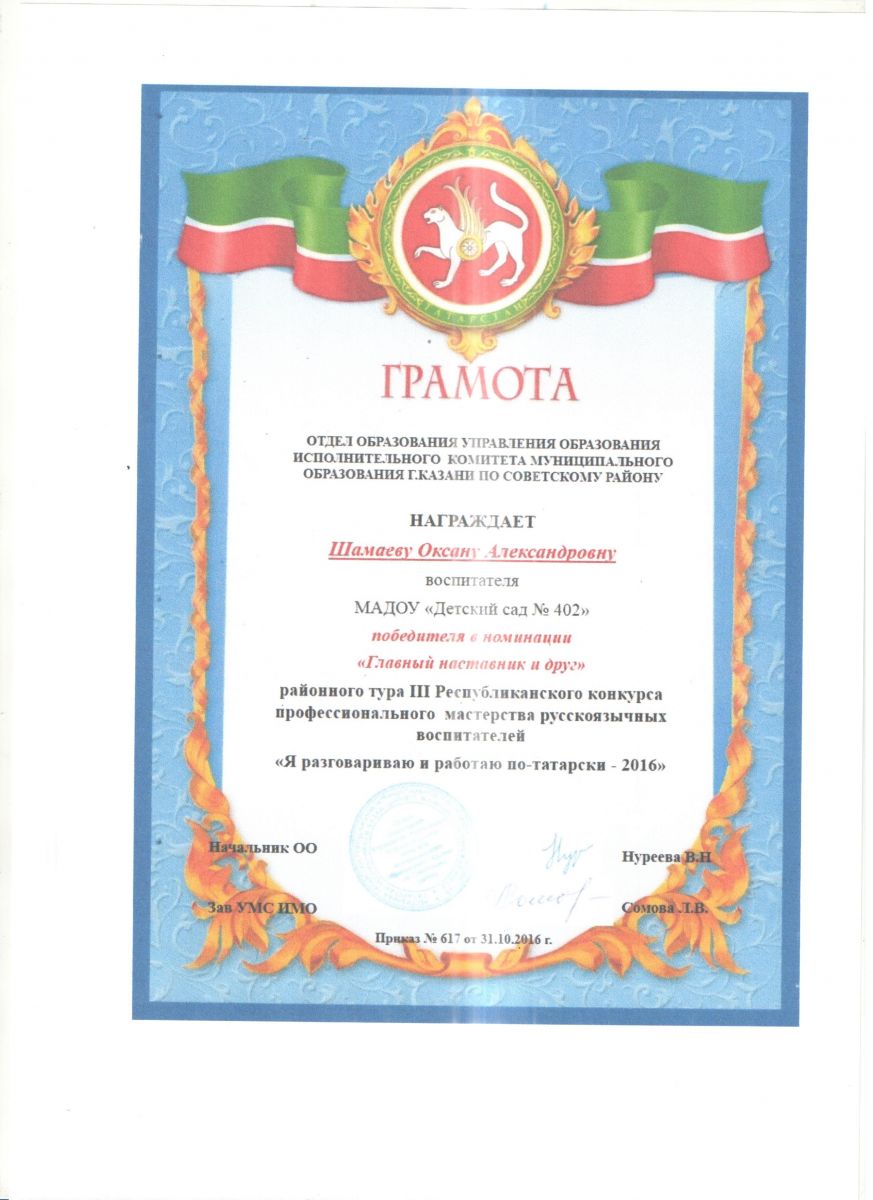 ТАТАРСТАН
ГРАМОТА
ОТДЕЛ ОБРАЗОВАНИЯ УПРАВЛЕНИЯ ОБРАЗОВАНИЯ
ИСПОЛНИТЕЛЬНОГО КОМИТЕТА МУНИЦИПАЛЬНОГО
ОБРАЗОВАНИЯ Г.КАЗАНИ ПО СОВЕТСКОМУ РАЙОНУ
НАГРАЖДАЕТ
Шамаеву Оксану Александровну
воспитателя
МАДОУ «Детский сад № 402»
победителя в номинации
«Главный наставник и друг»
районного тура III Республиканского конкурса
профессионального мастерства русскоязычных
воспитателей
«Я разговариваю и работаю по-татарски - 2016»
Начальник ОО Нуреева В.Н
Зав УМС ИМО Сомова Л.В.
Приказ № 617 от 31.10.2016 г.